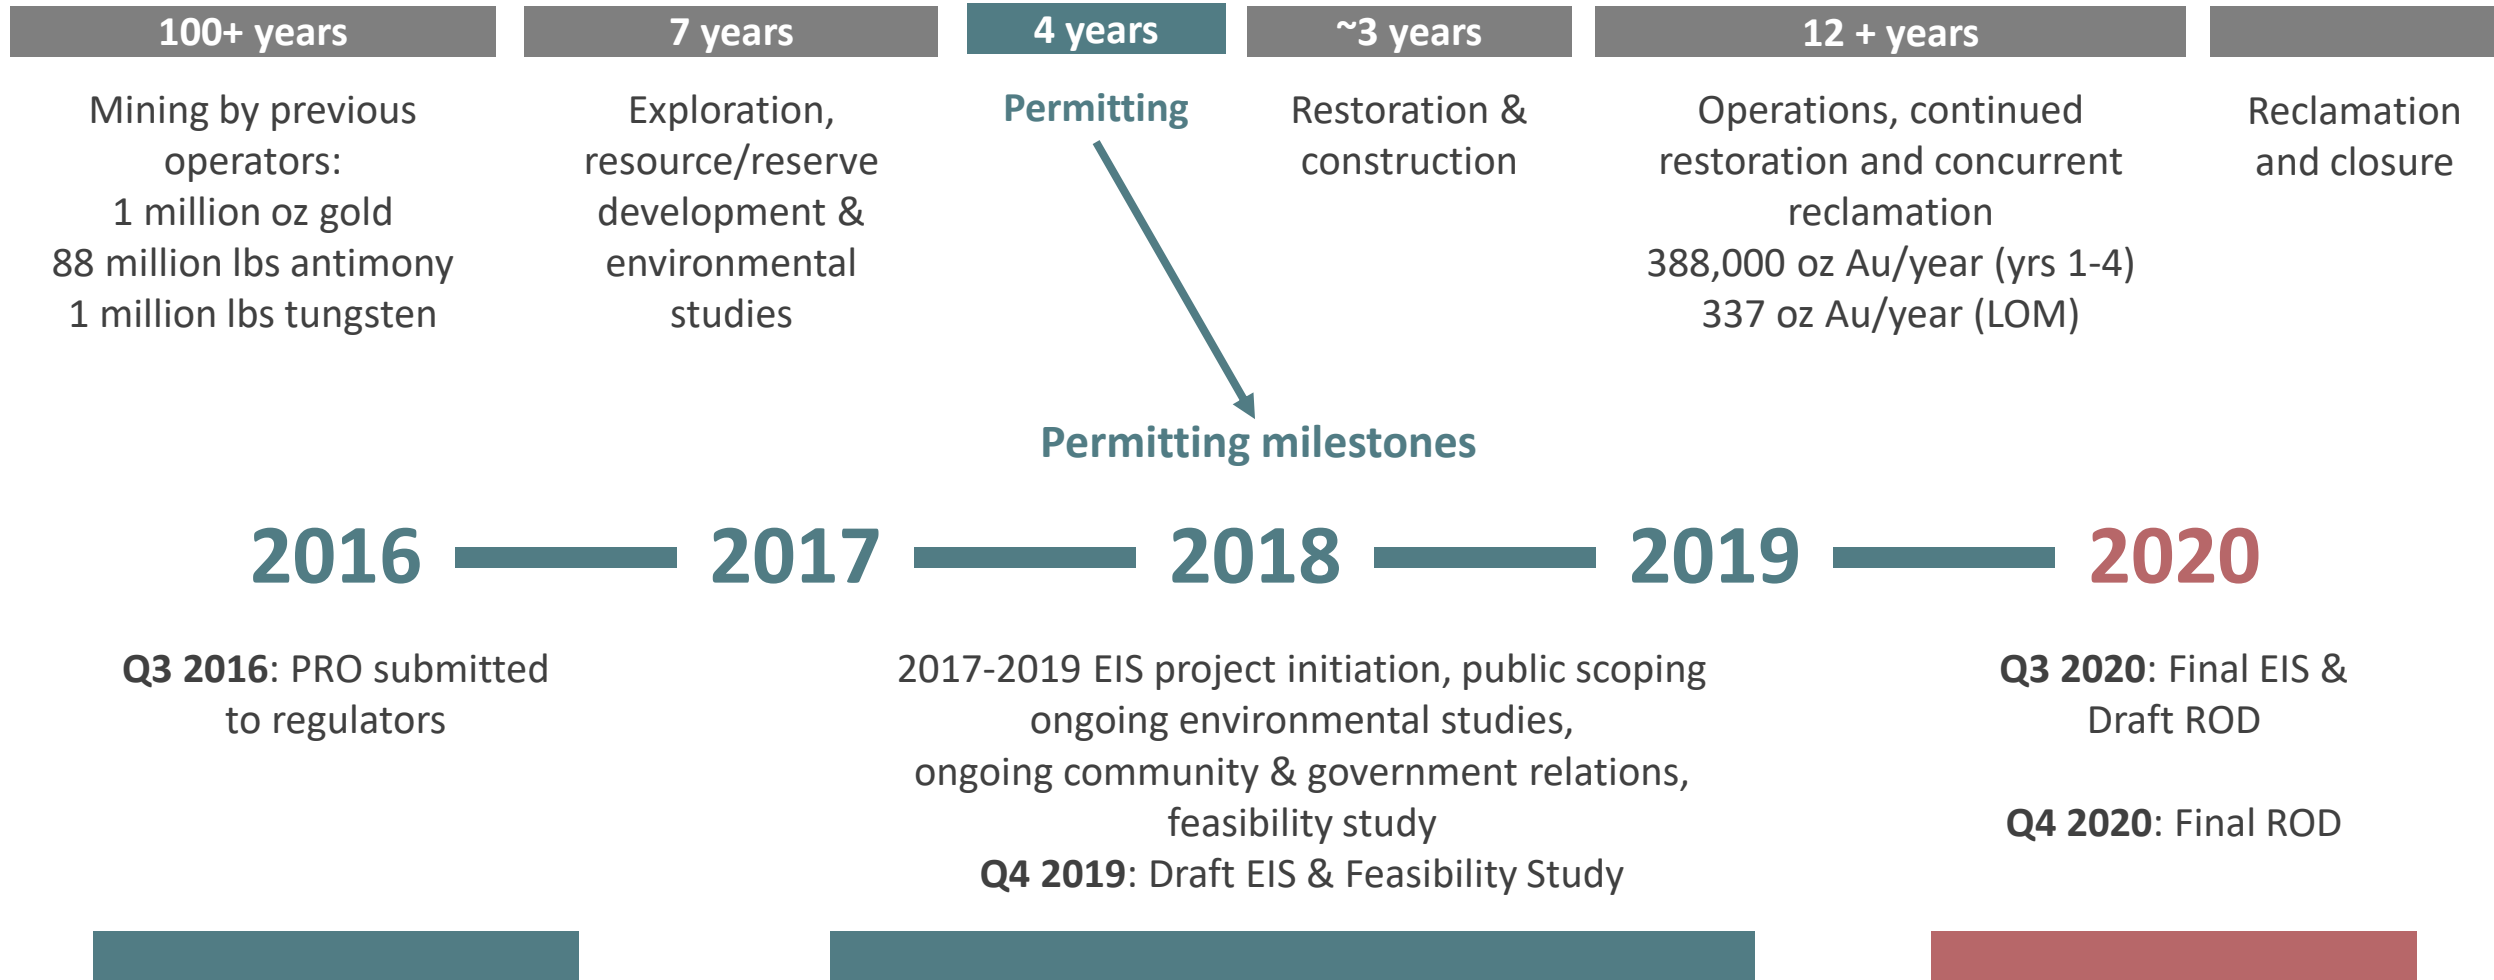 100+ years
Mining by previous
operators:
1 million oz gold
88 million lbs antimony
1 million lbs tungsten
7 years
Exploration,
resource/reserve
development &
environmental
studies
4 years
Permitting
~3 years
Restoration &
construction
12 + years
Operations, continued
restoration and concurrent
reclamation
388,000 oz Au/year (yrs 1-4)
337 oz Au/year (LOM)
Reclamation
and closure
Permitting milestones
2016
2017
2018
2019
2020
Q3 2016: PRO submitted
to regulators
2017-2019 EIS project initiation, public scoping
ongoing environmental studies,
ongoing community & government relations,
feasibility study
Q4 2019: Draft EIS & Feasibility Study
Q3 2020: Final EIS &
Draft ROD
Q4 2020: Final ROD